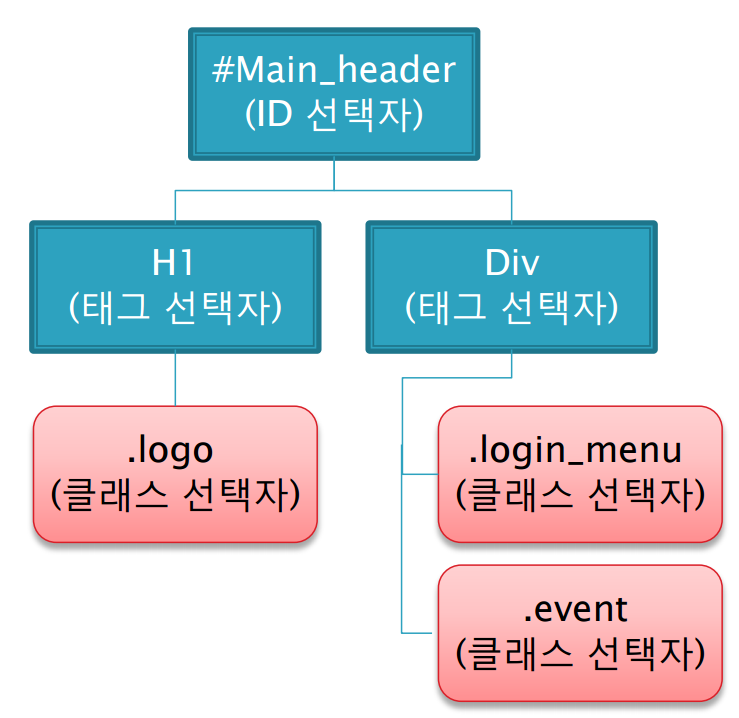 #Main_header
(ID 선택자)
H1
(태그 선택자)
Div
(태그 선택자)
.logo
(클래스 선택자)
.login_menu
(클래스 선택자)
.event
(클래스 선택자)